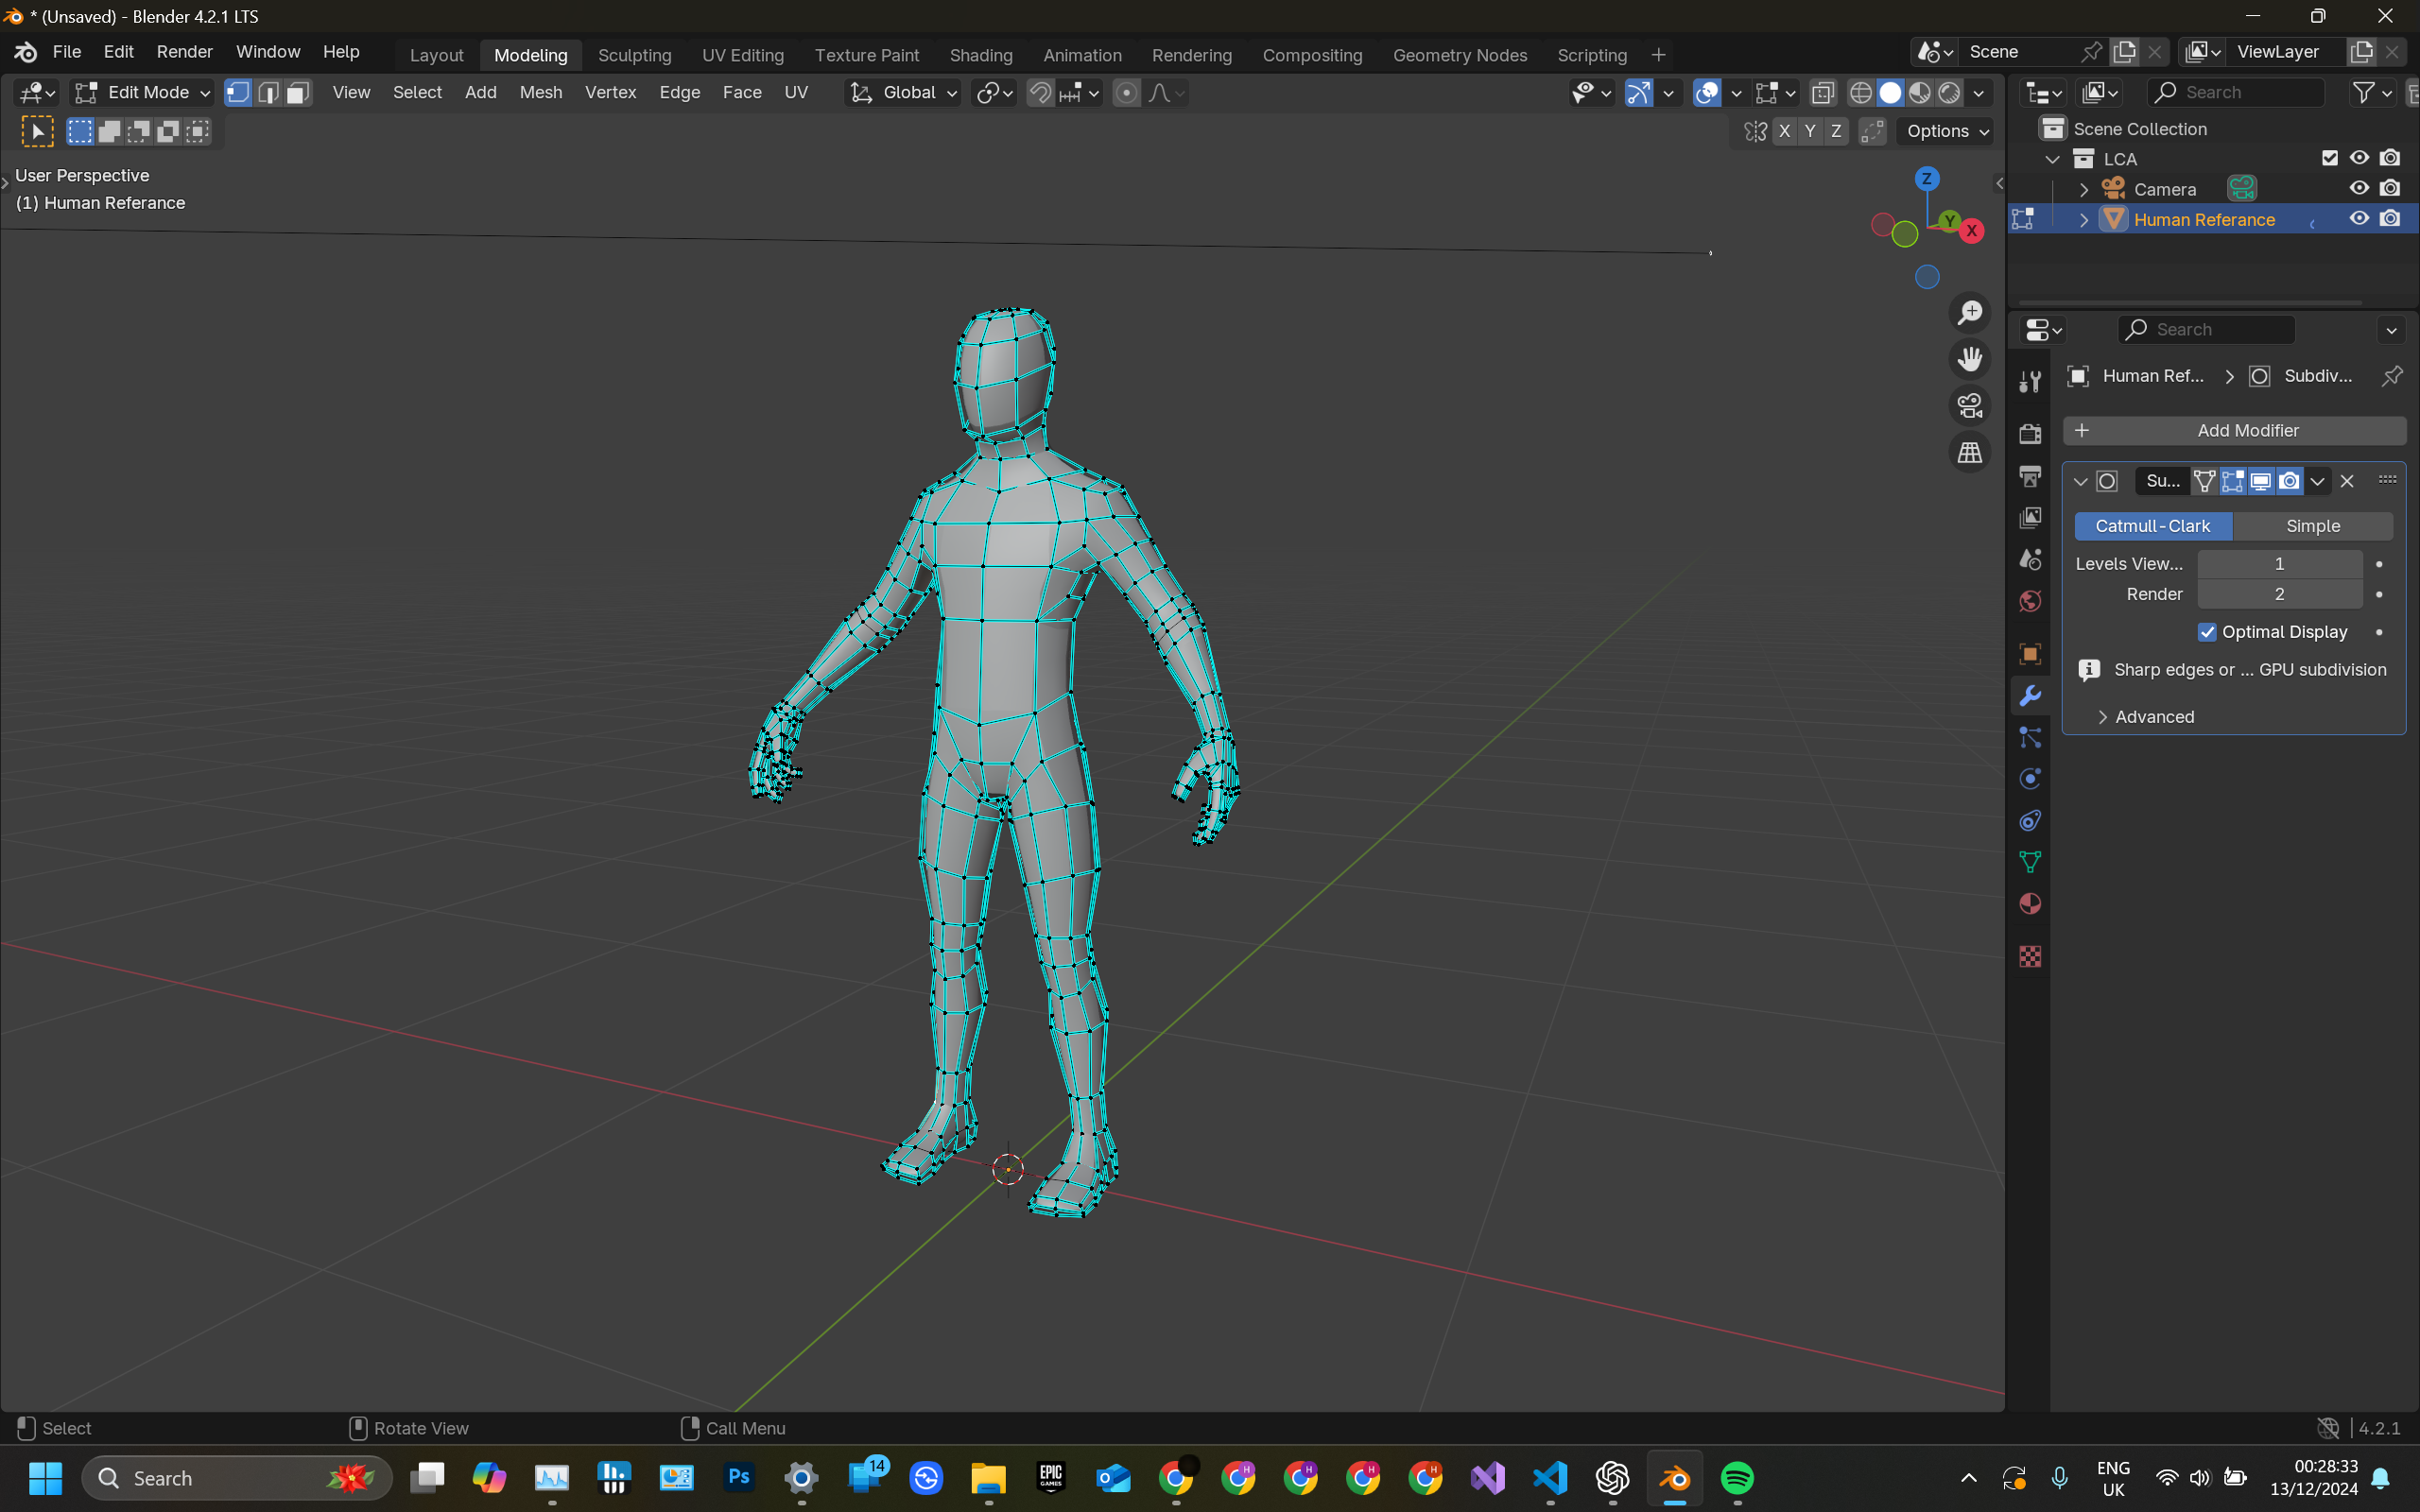 * (Unsaved) - Blender 4.2.1 LTS
File Edit Render Window Help Layout Modeling Sculpting UV Editing Texture Paint Shading Animation Rendering Compositing Geometry Nodes Scripting + Scene ViewLayer
Edit Mode View Select Add Mesh Vertex Edge Face UV Global Search
X Y Z Options
User Perspective
(1) Human Referance
Z
Y
X
Scene Collection
LCA
Camera
Human Referance
Search
Human Ref... Subdiv...
+ Add Modifier
Su...
Catmull-Clark Simple
Levels View... 1
Render 2
Optimal Display
Sharp edges or ... GPU subdivision
Advanced
Select Rotate View Call Menu 4.2.1
Search
Ps
14
EPIC
GAMES
H
H
H
H
ENG
UK
00:28:33
13/12/2024